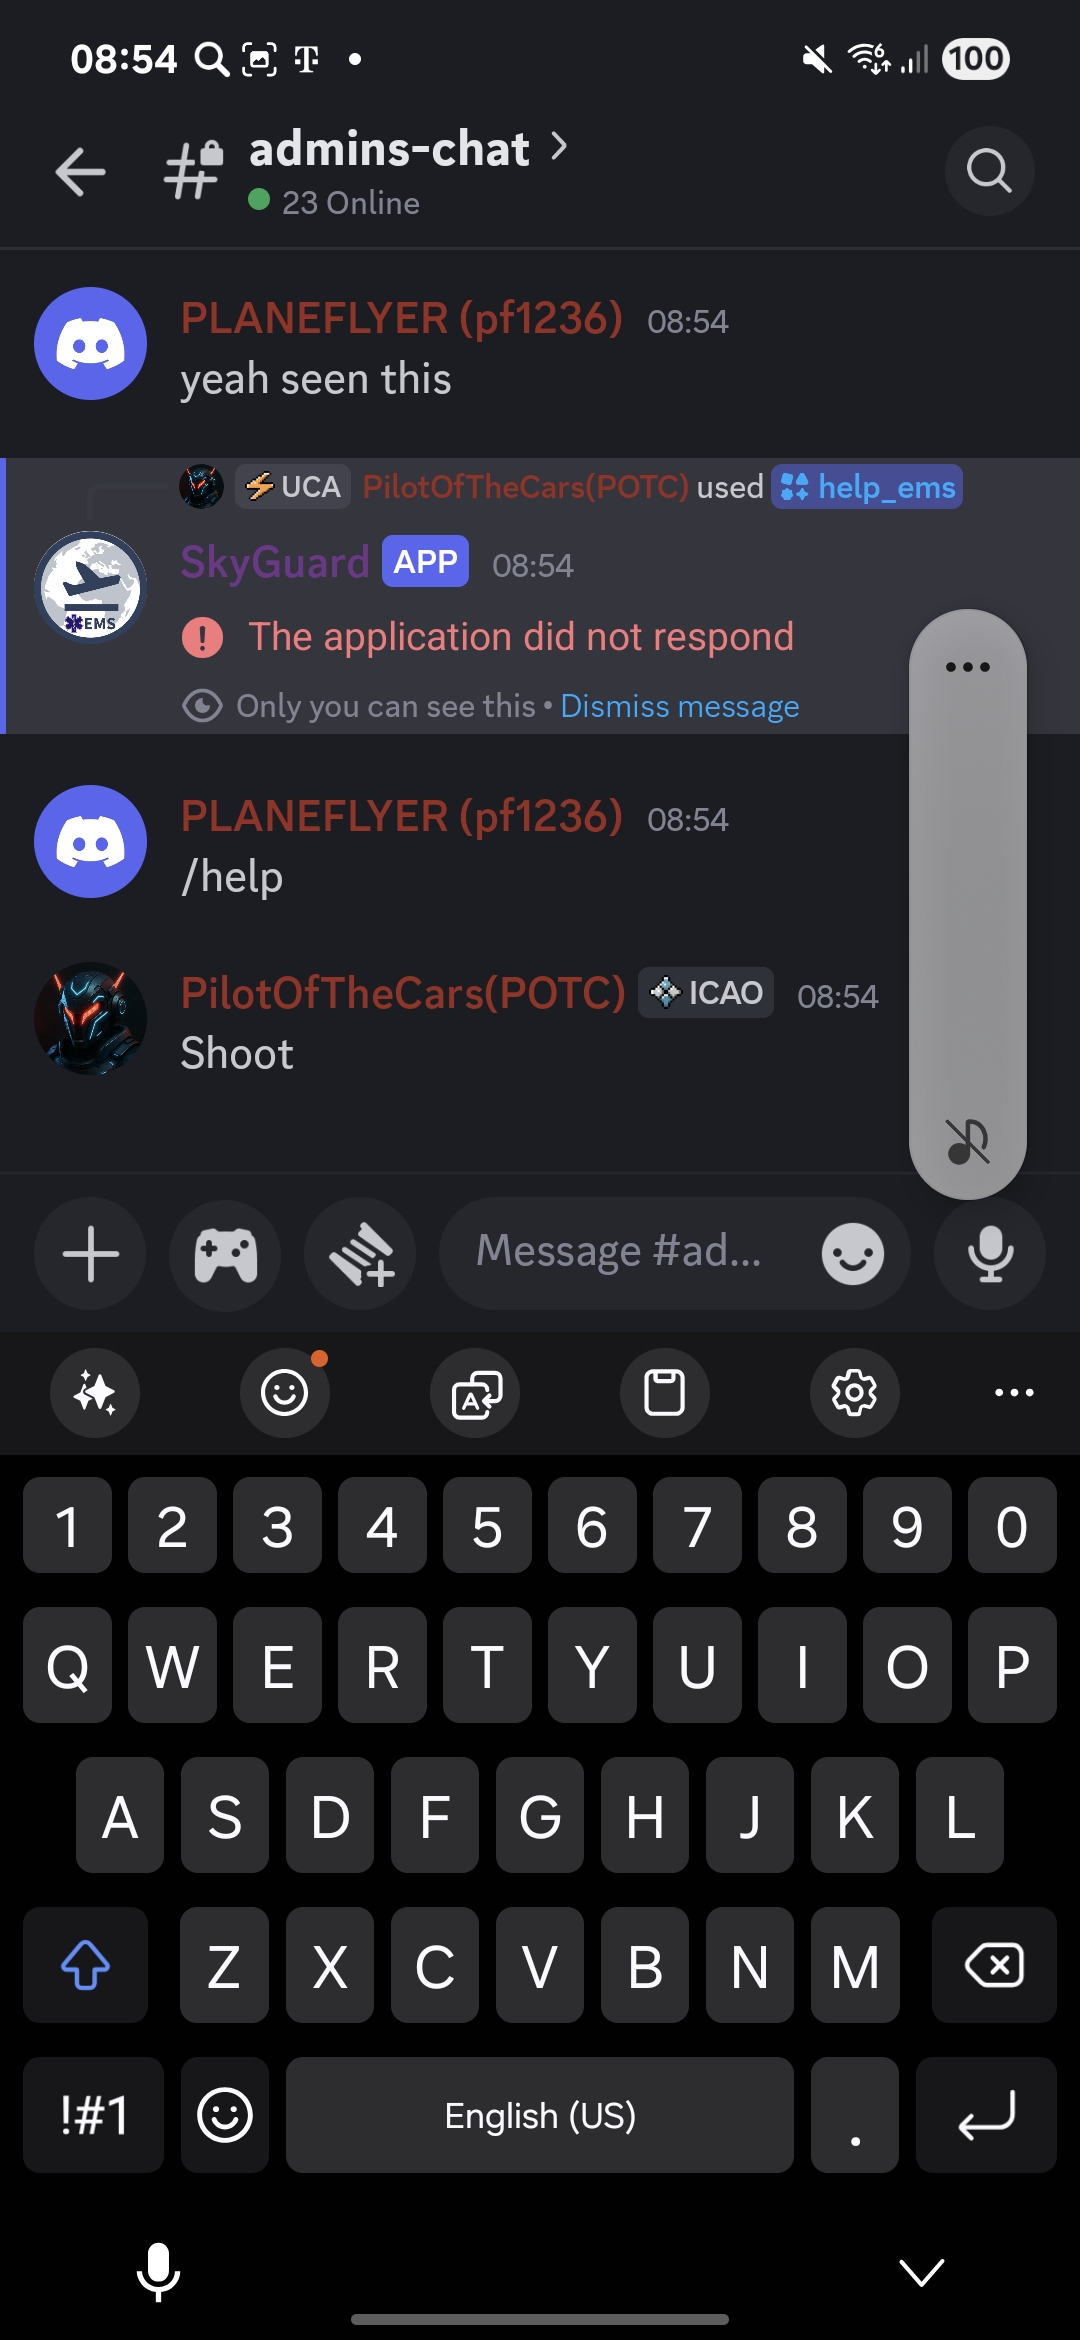 08:54
6
100
admins-chat
23 Online
PLANEFLYER (pf1236) 08:54
yeah seen this
UCA PilotOfTheCars(POTC) used help_ems
SkyGuard APP 08:54
EMS
! The application did not respond
Only you can see this • Dismiss message
PLANEFLYER (pf1236) 08:54
/help
PilotOfTheCars(POTC) ICAO 08:54
Shoot
Message #ad...
A
1 2 3 4 5 6 7 8 9 0
Q W E R T Y U I O P
A S D F G H J K L
Z X C V B N M
!#1 English (US) .